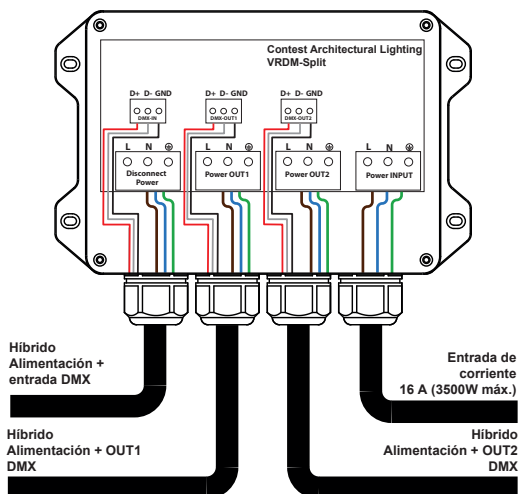 Contest Architectural Lighting
VRDM-Split
D+ D- GND
DMX-IN
D+ D- GND
DMX-OUT1
D+ D- GND
DMX-OUT2
L N ⏚
Disconnect
Power
L N ⏚
Power OUT1
L N ⏚
Power OUT2
L N ⏚
Power INPUT
Híbrido
Alimentación +
entrada DMX
Entrada de
corriente
16 A (3500W máx.)
Híbrido
Alimentación + OUT1
DMX
Híbrido
Alimentación + OUT2
DMX